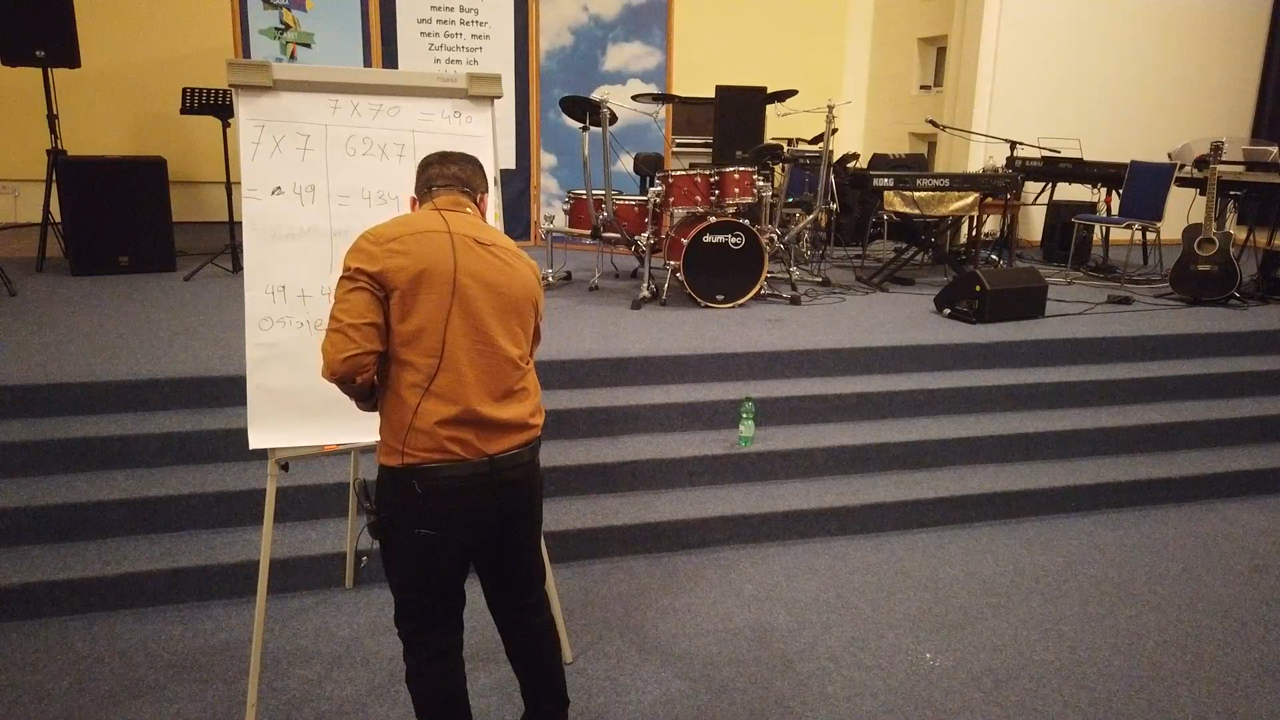 meine Burg
und mein Retter,
mein Gott, mein
Zufluchtsort
in dem ich
7 X 70 = 490
7 X 7
62 X 7
= 49
= 434
49 + 4
drum-tec
KORG KRONOS